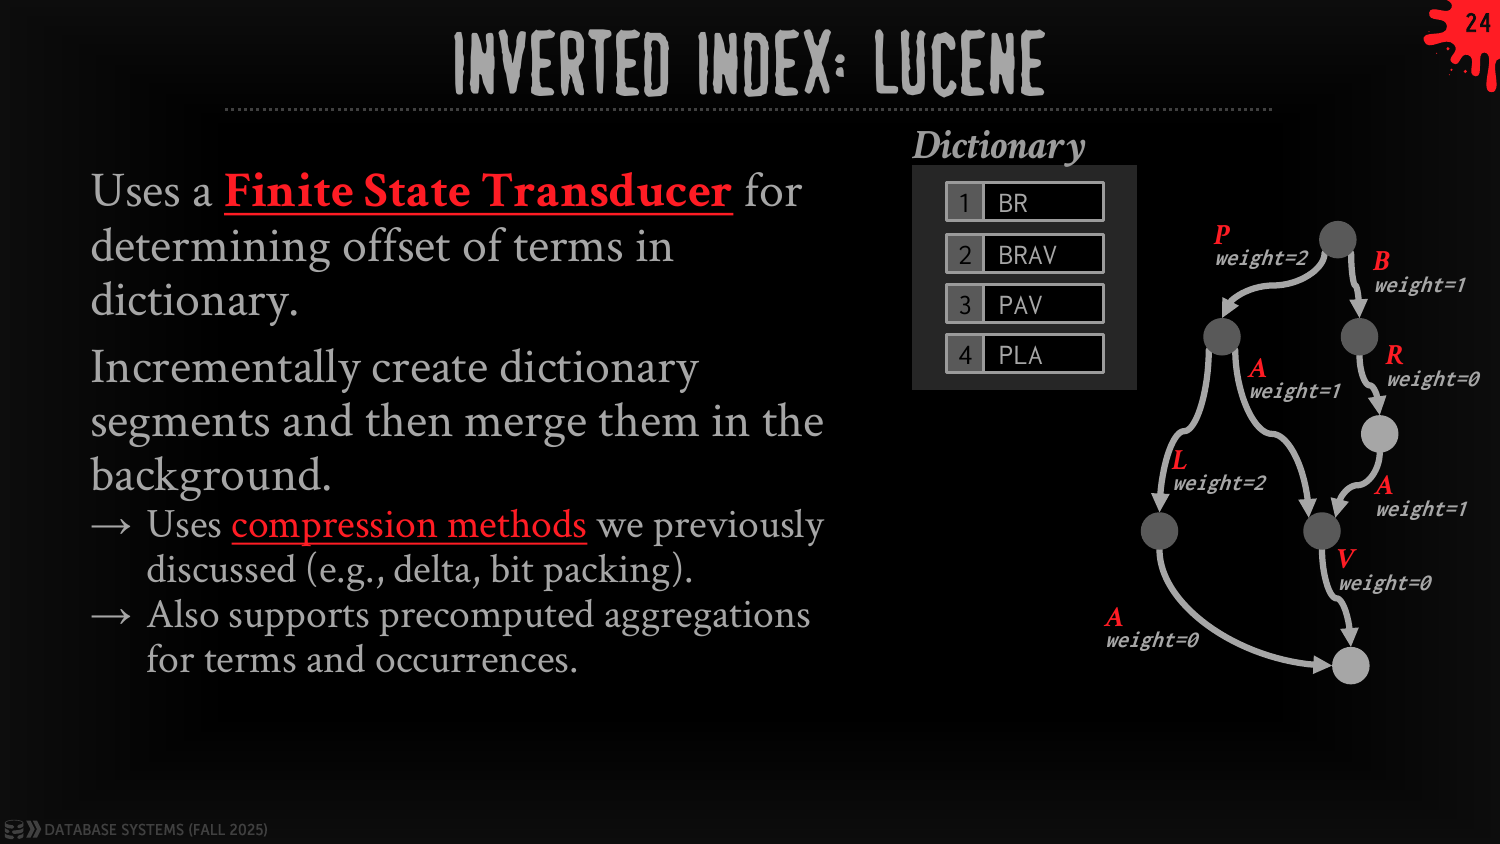 24
INVERTED INDEX: LUCENE
Uses a Finite State Transducer for
determining offset of terms in
dictionary.
Incrementally create dictionary
segments and then merge them in the
background.
→ Uses compression methods we previously
discussed (e.g., delta, bit packing).
→ Also supports precomputed aggregations
for terms and occurrences.
Dictionary
1 BR
2 BRAV
3 PAV
4 PLA
P
weight=2
B
weight=1
A
weight=1
R
weight=0
L
weight=2
A
weight=1
V
weight=0
A
weight=0
DATABASE SYSTEMS (FALL 2025)